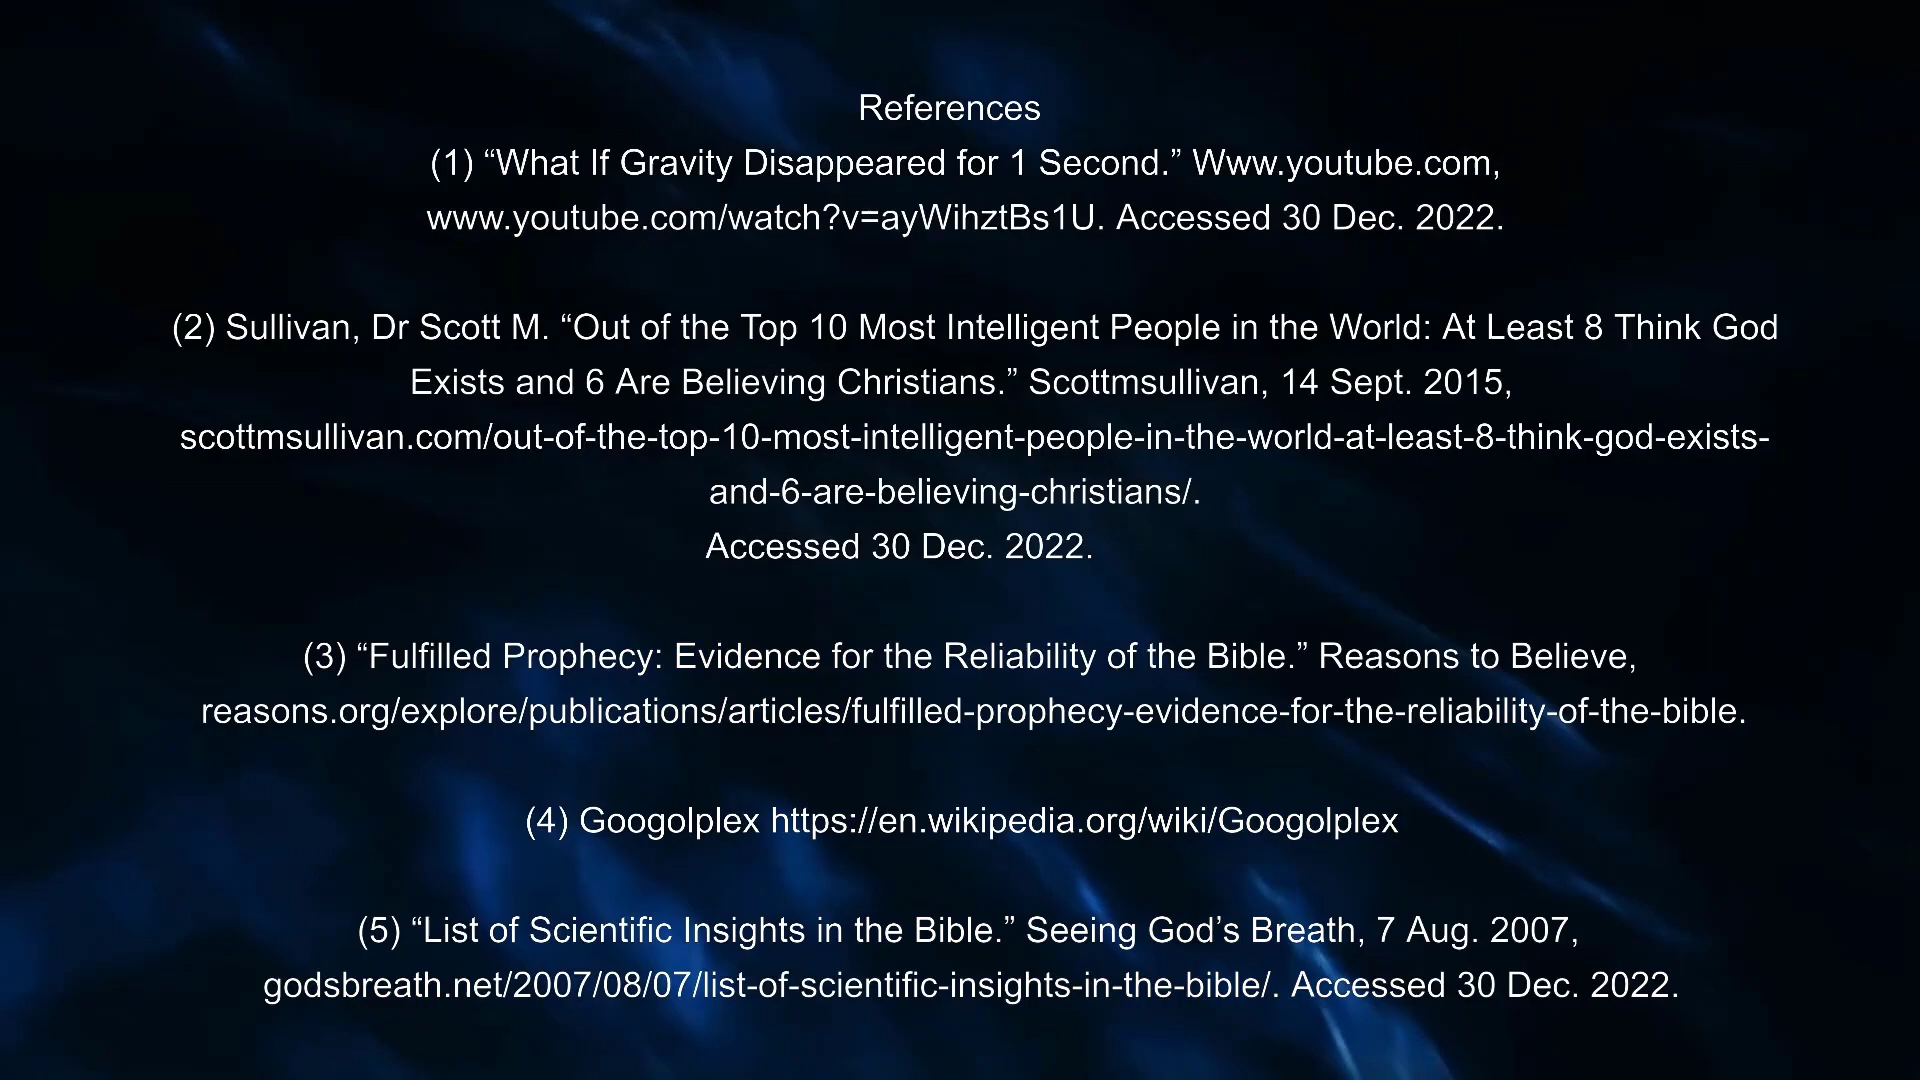 References
(1) “What If Gravity Disappeared for 1 Second.” Www.youtube.com,
www.youtube.com/watch?v=ayWihztBs1U. Accessed 30 Dec. 2022.
(2) Sullivan, Dr Scott M. “Out of the Top 10 Most Intelligent People in the World: At Least 8 Think God
Exists and 6 Are Believing Christians.” Scottmsullivan, 14 Sept. 2015,
scottmsullivan.com/out-of-the-top-10-most-intelligent-people-in-the-world-at-least-8-think-god-exists-
and-6-are-believing-christians/.
Accessed 30 Dec. 2022.
(3) “Fulfilled Prophecy: Evidence for the Reliability of the Bible.” Reasons to Believe,
reasons.org/explore/publications/articles/fulfilled-prophecy-evidence-for-the-reliability-of-the-bible.
(4) Googolplex https://en.wikipedia.org/wiki/Googolplex
(5) “List of Scientific Insights in the Bible.” Seeing God’s Breath, 7 Aug. 2007,
godsbreath.net/2007/08/07/list-of-scientific-insights-in-the-bible/. Accessed 30 Dec. 2022.